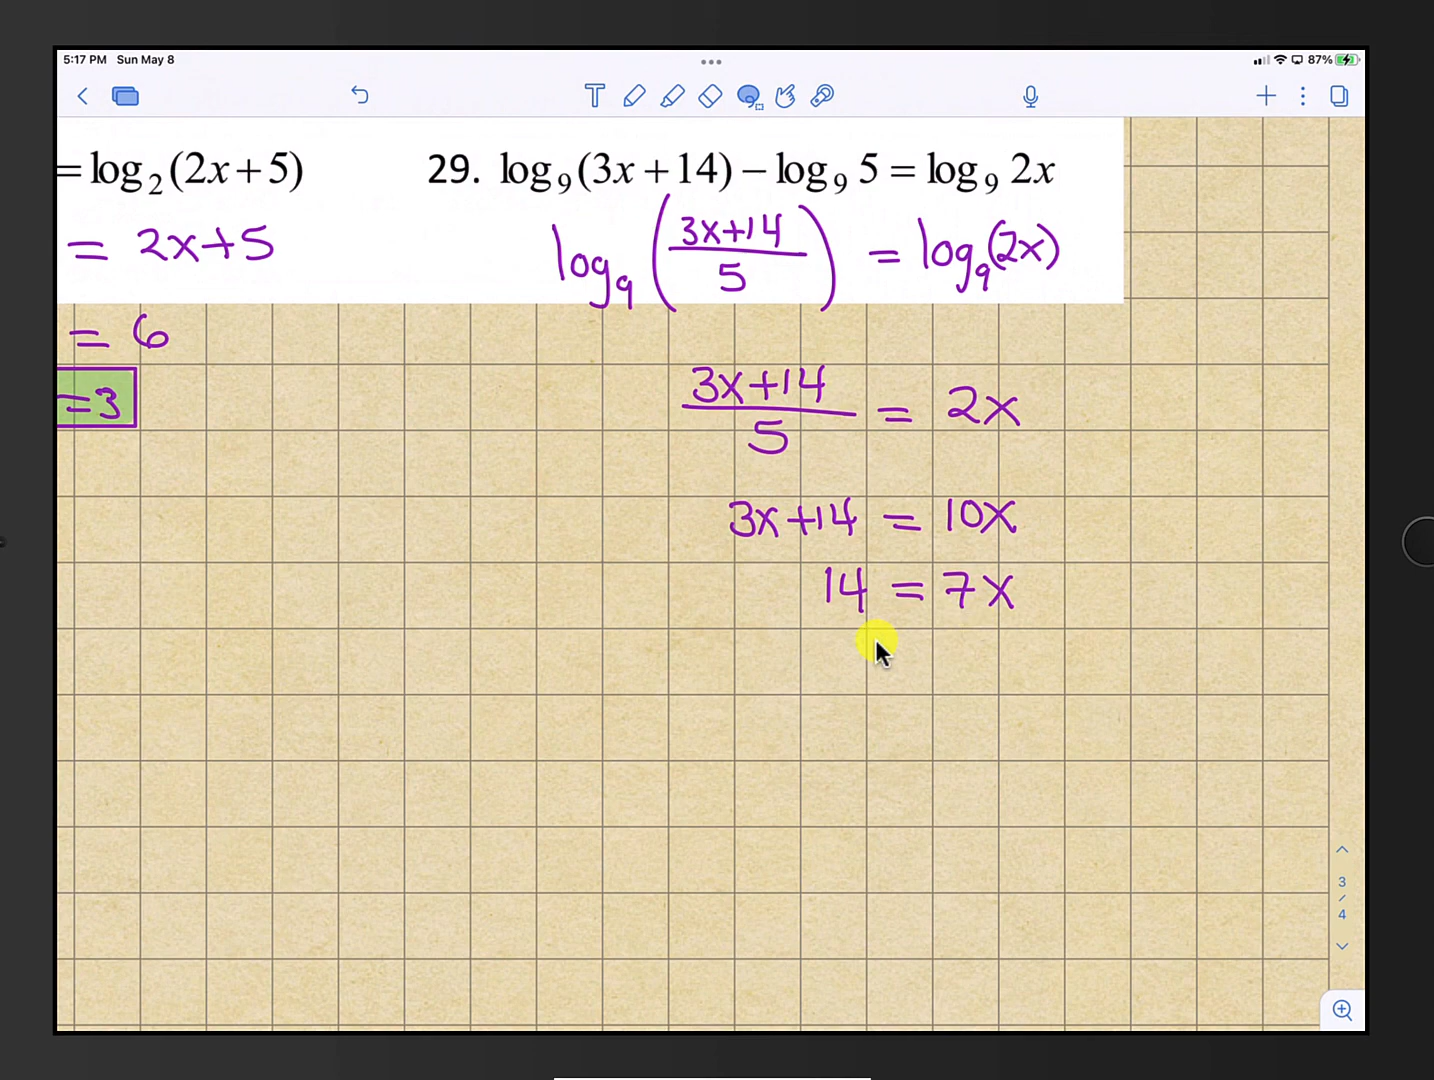 5:17 PM Sun May 8
87%
= log₂(2x+5)
29. log₉(3x+14) − log₉ 5 = log₉ 2x
= 2x+5
log₉((3x+14)/5) = log₉(2x)
= 6
=3
(3x+14)/5 = 2x
3x+14 = 10x
14 = 7x
3
/
4